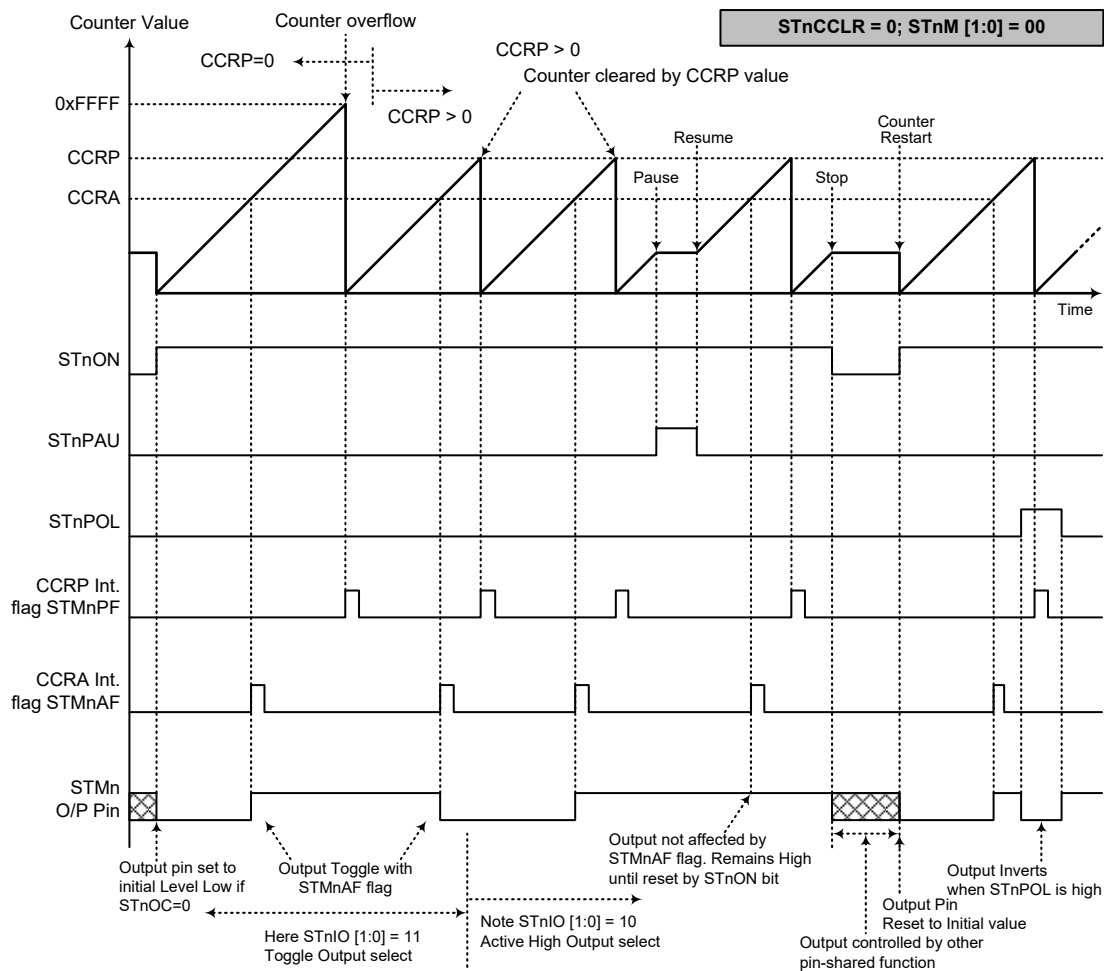 Counter Value
Counter overflow
STnCCLR = 0; STnM [1:0] = 00
CCRP=0
CCRP > 0
CCRP > 0
Counter cleared by CCRP value
0xFFFF
CCRP
CCRA
Pause
Resume
Stop
Counter
Restart
Time
STnON
STnPAU
STnPOL
CCRP Int.
flag STMnPF
CCRA Int.
flag STMnAF
STMn
O/P Pin
Output pin set to
initial Level Low if
STnOC=0
Output Toggle with
STMnAF flag
Here STnIO [1:0] = 11
Toggle Output select
Note STnIO [1:0] = 10
Active High Output select
Output not affected by
STMnAF flag. Remains High
until reset by STnON bit
Output controlled by other
pin-shared function
Output Pin
Reset to Initial value
Output Inverts
when STnPOL is high